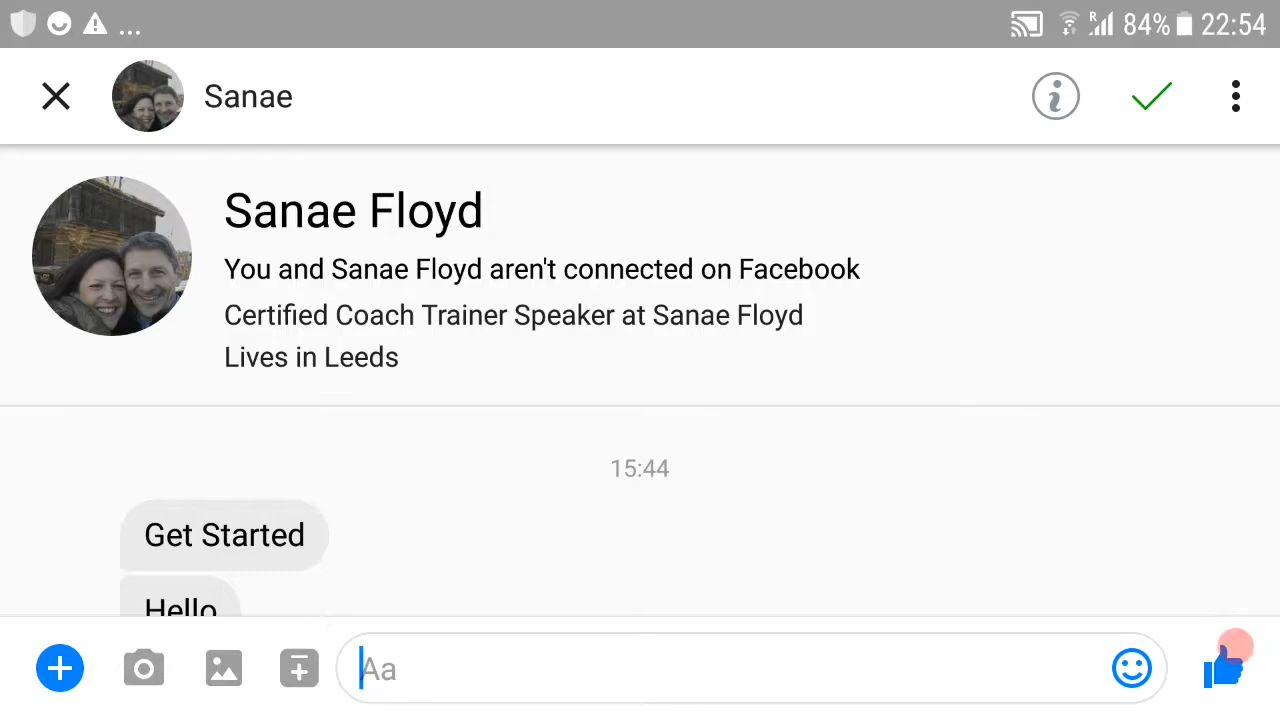 ... R 84% 22:54
Sanae
Sanae Floyd
You and Sanae Floyd aren't connected on Facebook
Certified Coach Trainer Speaker at Sanae Floyd
Lives in Leeds
15:44
Get Started
Hello
Aa